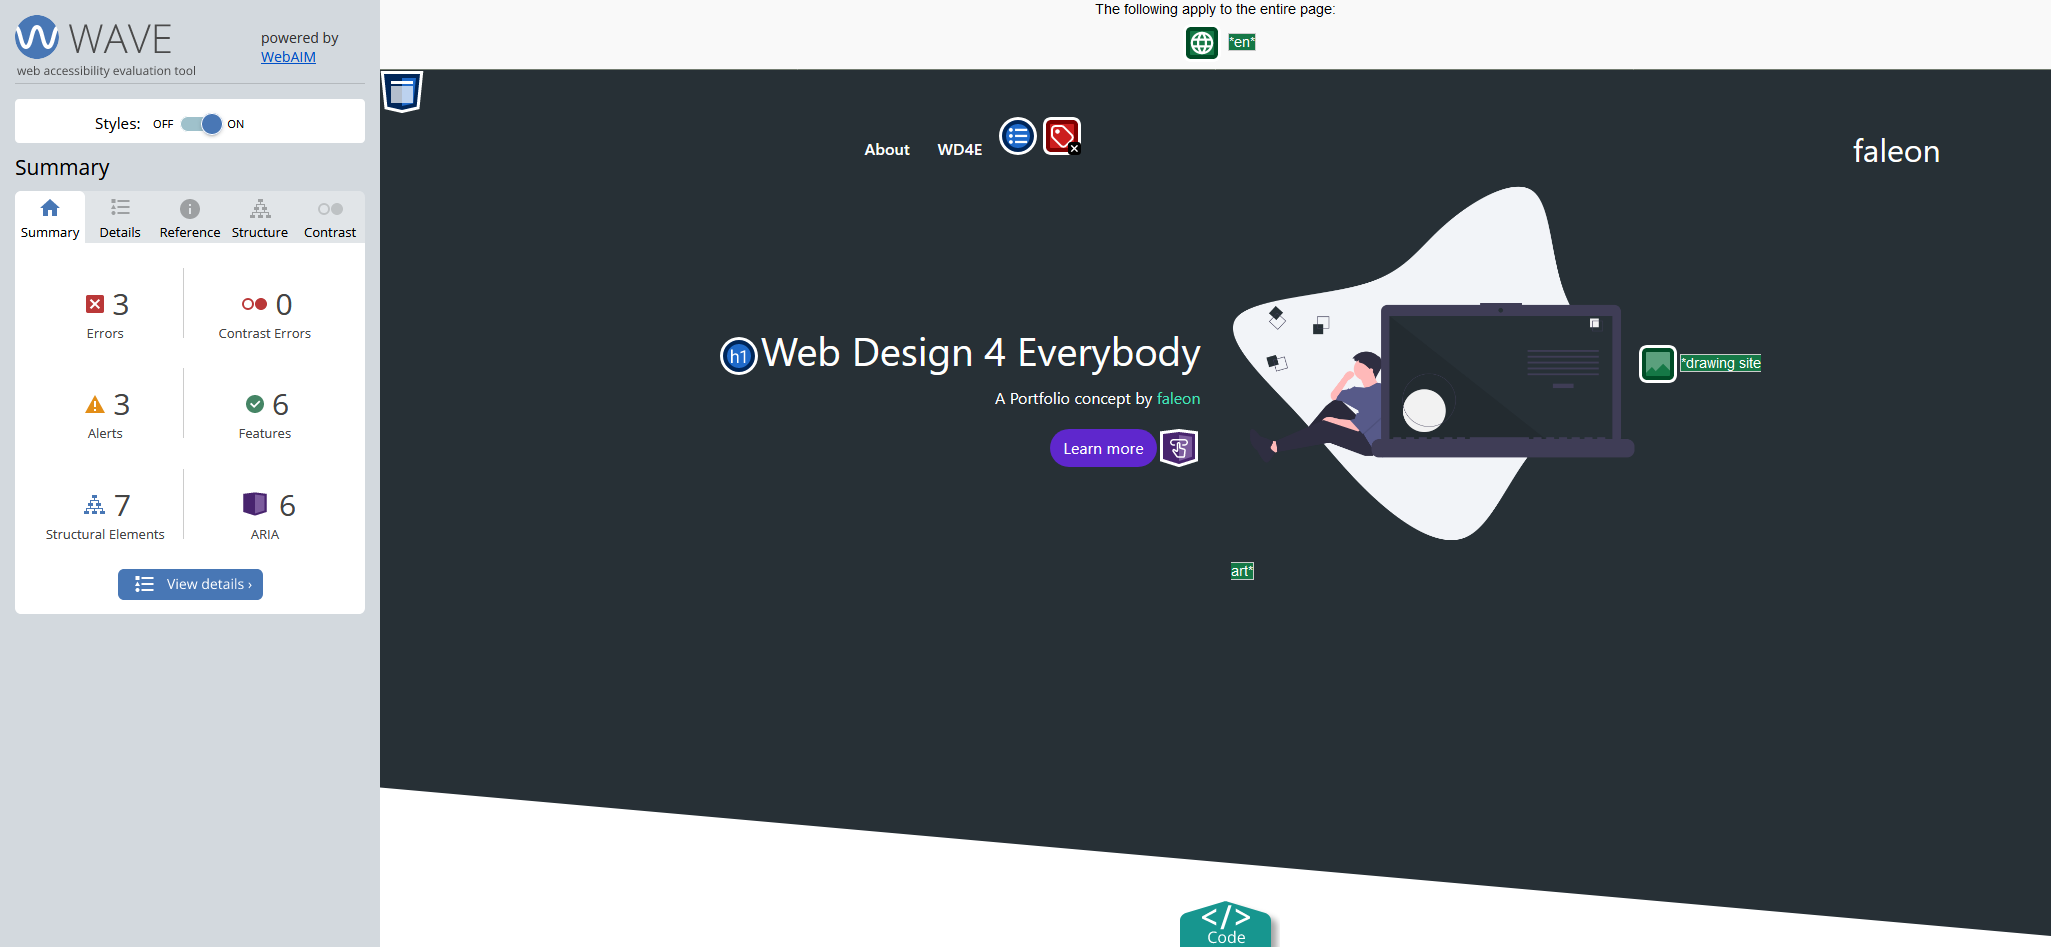 WAVE
web accessibility evaluation tool
powered by
WebAIM
Styles: OFF ON
Summary
Summary Details Reference Structure Contrast
3
Errors
0
Contrast Errors
3
Alerts
6
Features
7
Structural Elements
6
ARIA
View details ›
The following apply to the entire page:
*en*
About WD4E
faleon
h1 Web Design 4 Everybody
A Portfolio concept by faleon
Learn more
*drawing site
art*
</>
Code